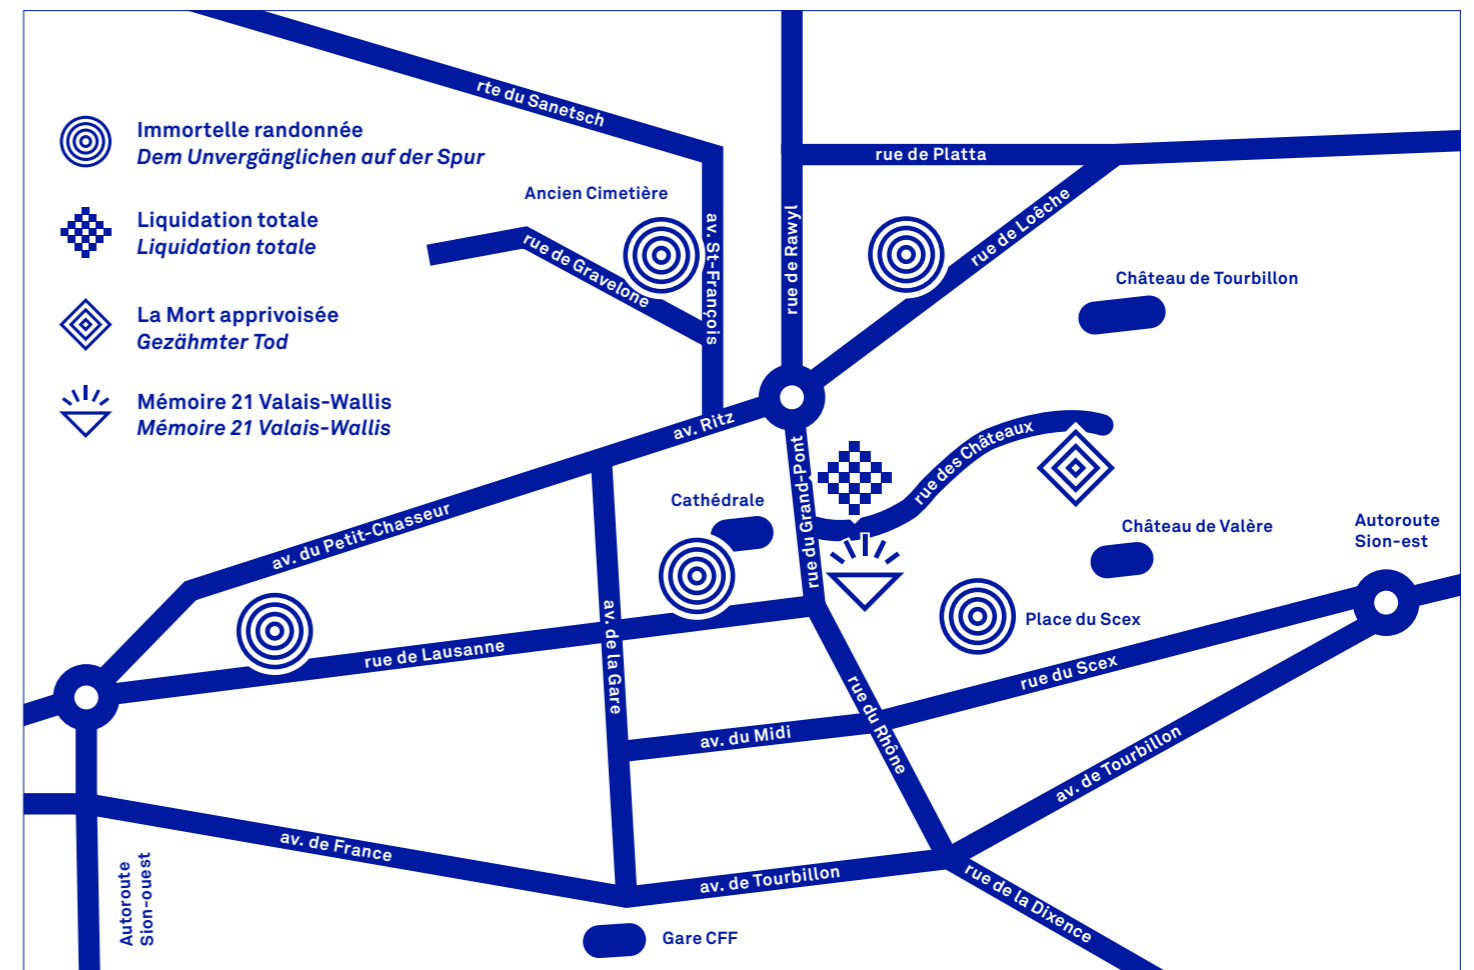 Immortelle randonnée
Dem Unvergänglichen auf der Spur
Liquidation totale
Liquidation totale
La Mort apprivoisée
Gezähmter Tod
Mémoire 21 Valais-Wallis
Mémoire 21 Valais-Wallis
rte du Sanetsch
rue de Platta
Ancien Cimetière
av. St-François
rue de Rawyl
rue de Loêche
rue de Gravelone
Château de Tourbillon
av. Ritz
rue du Grand-Pont
rue des Châteaux
Cathédrale
av. du Petit-Chasseur
Château de Valère
Autoroute
Sion-est
Place du Scex
rue de Lausanne
av. de la Gare
rue du Scex
av. du Midi
rue du Rhône
av. de Tourbillon
av. de France
av. de Tourbillon
rue de la Dixence
Autoroute
Sion-ouest
Gare CFF